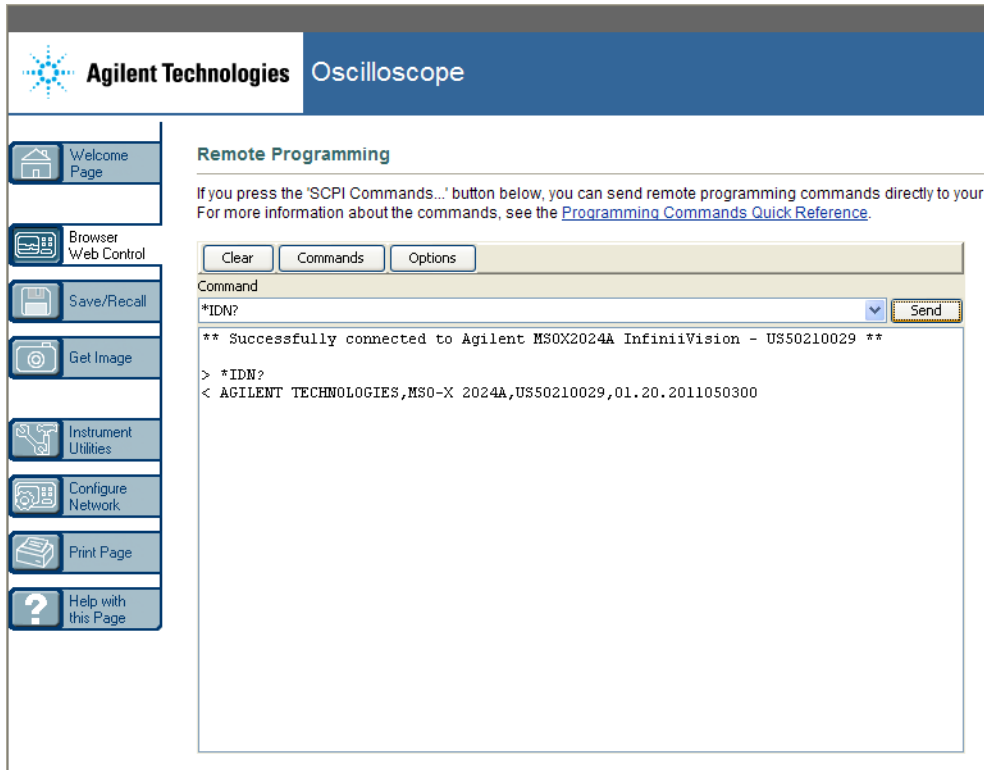 Agilent Technologies
Oscilloscope
Welcome
Page
Browser
Web Control
Save/Recall
Get Image
Instrument
Utilities
Configure
Network
Print Page
Help with
this Page
Remote Programming
If you press the 'SCPI Commands...' button below, you can send remote programming commands directly to your
For more information about the commands, see the Programming Commands Quick Reference.
Clear Commands Options
Command
*IDN? Send
** Successfully connected to Agilent MSOX2024A InfiniiVision - US50210029 **
> *IDN?
< AGILENT TECHNOLOGIES,MSO-X 2024A,US50210029,01.20.2011050300